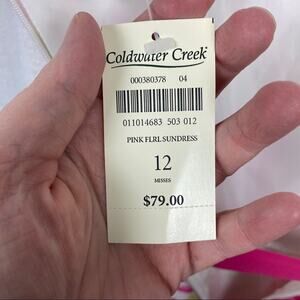 Coldwater Creek
000380378 04
011014683 503 012
PINK FLRL SUNDRESS
12
MISSES
$79.00